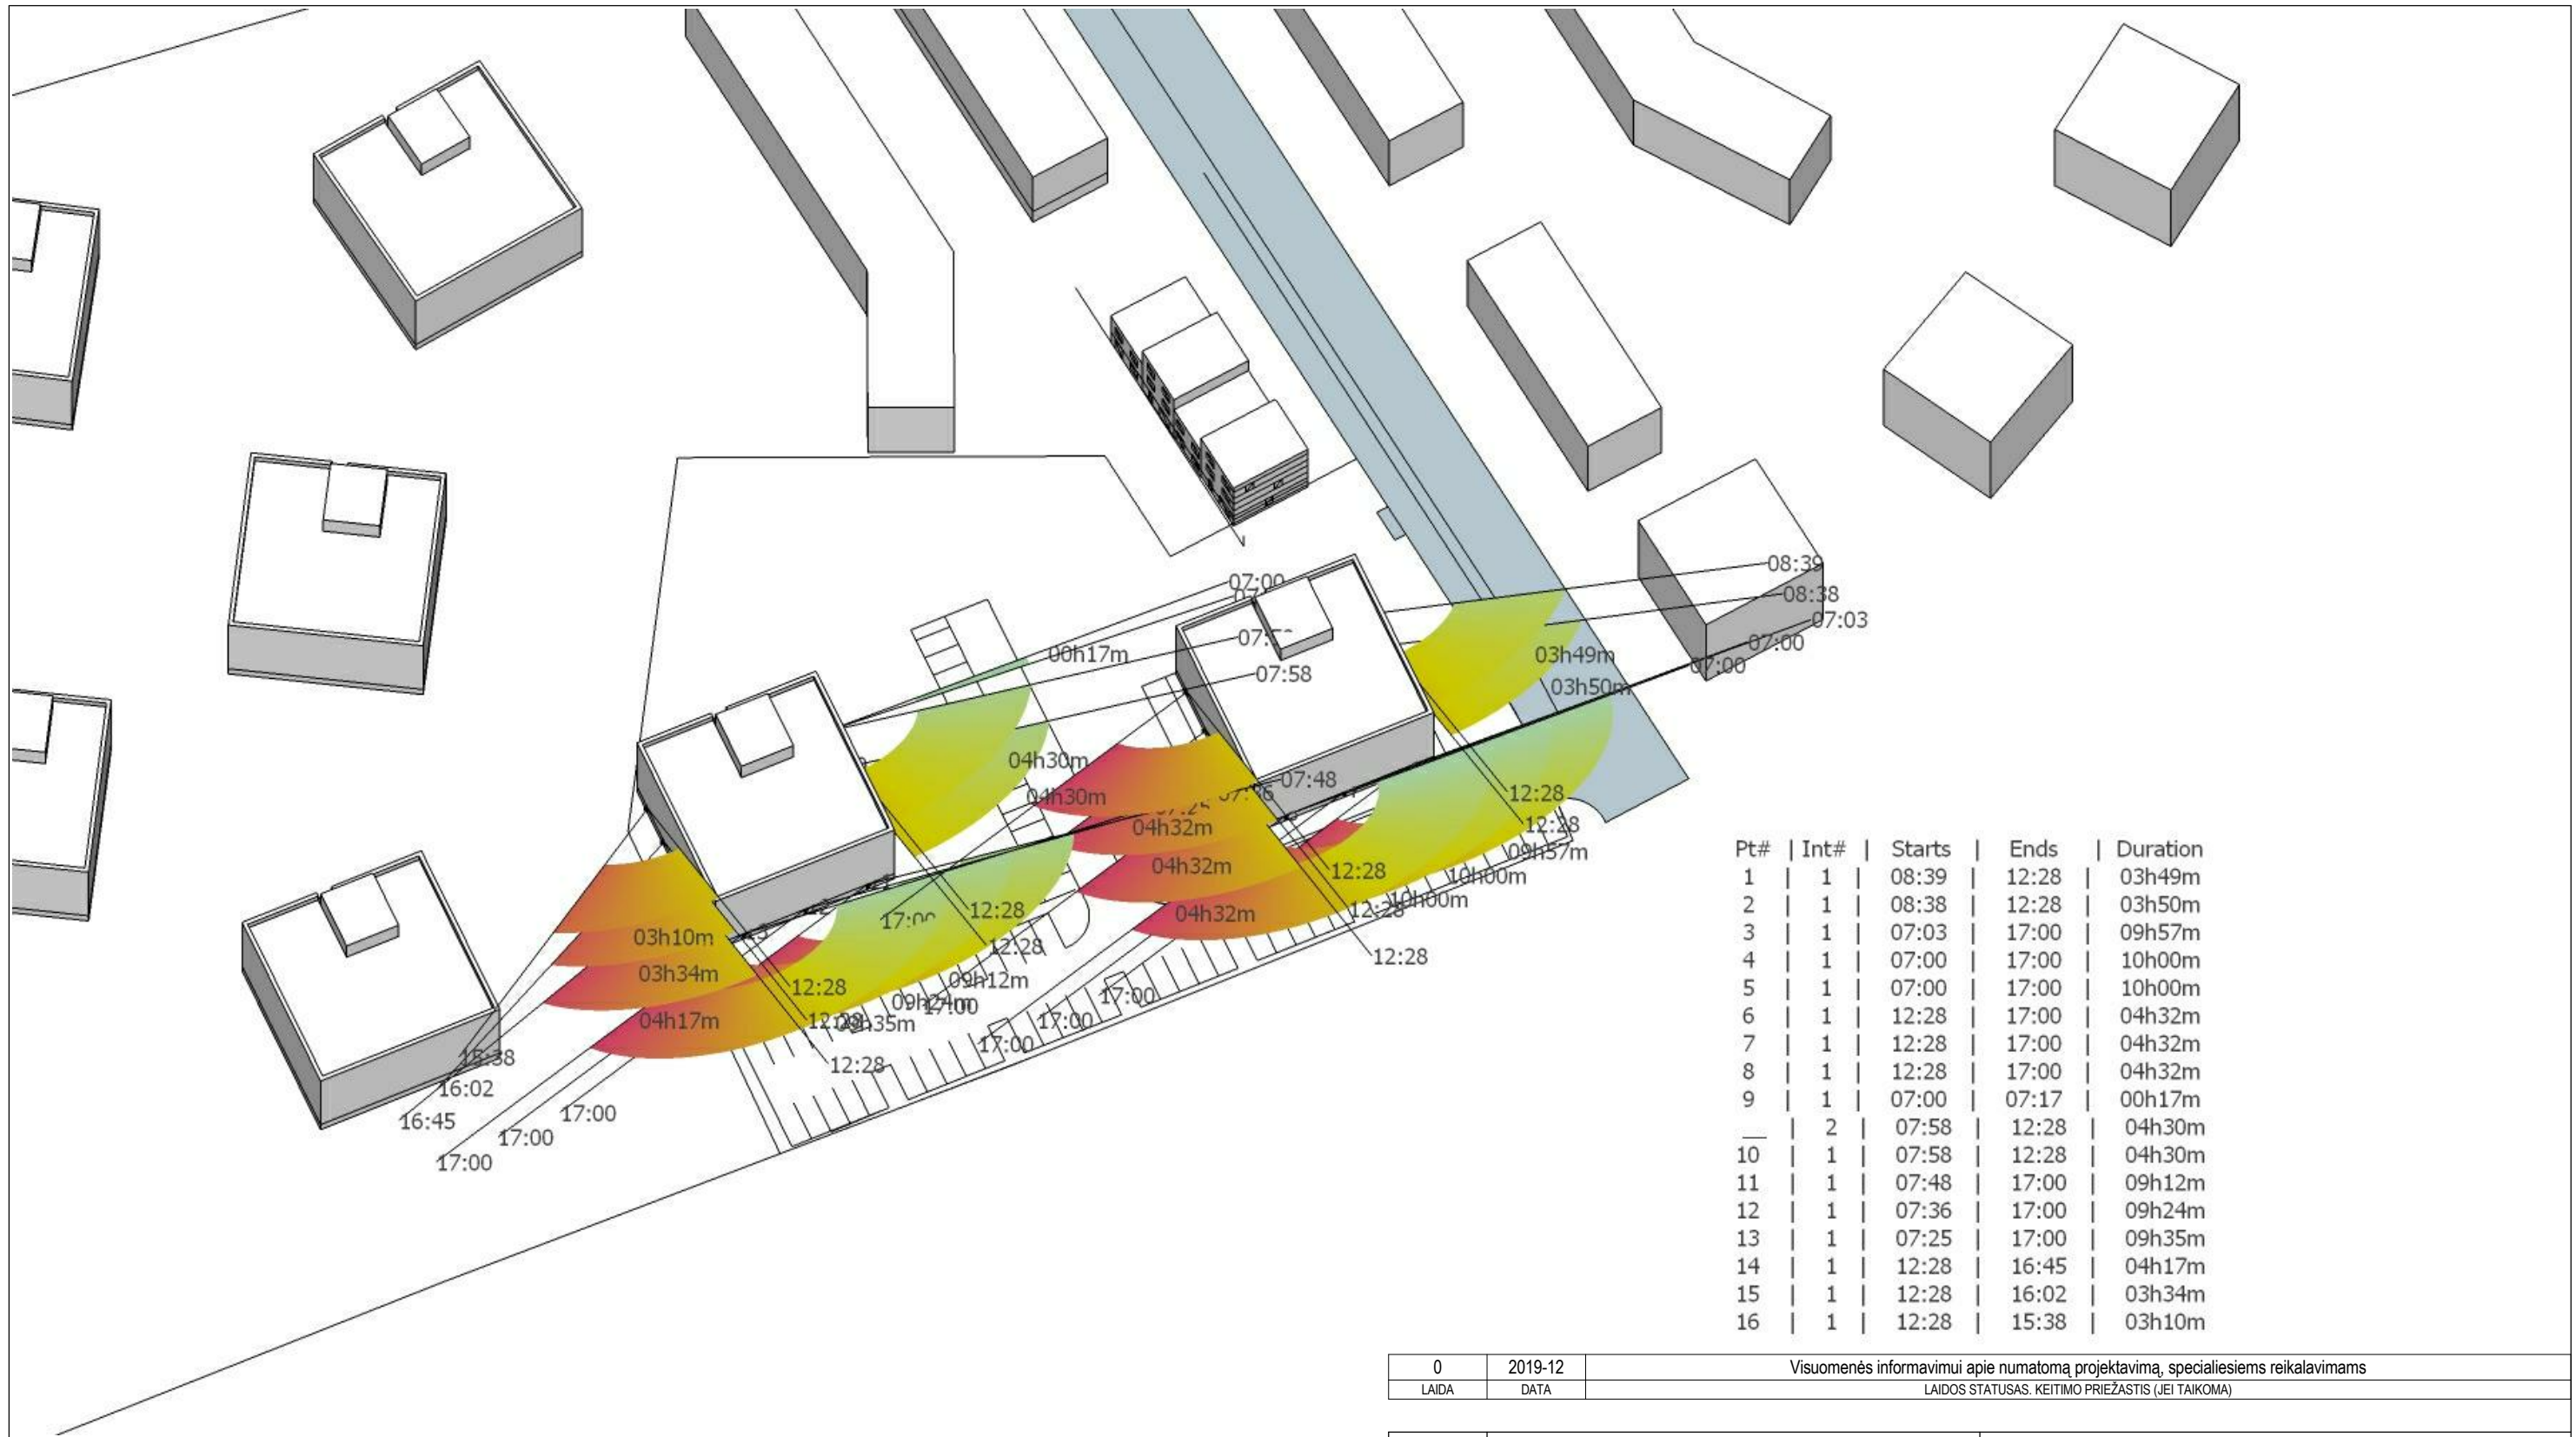 07:00
08:39
08:38
07:03
07:00
07:00
00h17m
07:58
03h49m
03h50m
04h30m
04h30m
07:48
12:28
12:28
09h57m
10h00m
10h00m
04h32m
04h32m
04h32m
12:28
12:28
12:28
03h10m
03h34m
04h17m
12:28
12:28
12:28
12:28
12:28
09h12m
09h24m
09h35m
17:00
17:00
17:00
17:00
17:00
15:38
16:02
16:45
17:00
17:00
17:00
Pt# | Int# | Starts | Ends | Duration
1 | 1 | 08:39 | 12:28 | 03h49m
2 | 1 | 08:38 | 12:28 | 03h50m
3 | 1 | 07:03 | 17:00 | 09h57m
4 | 1 | 07:00 | 17:00 | 10h00m
5 | 1 | 07:00 | 17:00 | 10h00m
6 | 1 | 12:28 | 17:00 | 04h32m
7 | 1 | 12:28 | 17:00 | 04h32m
8 | 1 | 12:28 | 17:00 | 04h32m
9 | 1 | 07:00 | 07:17 | 00h17m
__ | 2 | 07:58 | 12:28 | 04h30m
10 | 1 | 07:58 | 12:28 | 04h30m
11 | 1 | 07:48 | 17:00 | 09h12m
12 | 1 | 07:36 | 17:00 | 09h24m
13 | 1 | 07:25 | 17:00 | 09h35m
14 | 1 | 12:28 | 16:45 | 04h17m
15 | 1 | 12:28 | 16:02 | 03h34m
16 | 1 | 12:28 | 15:38 | 03h10m
0 2019-12 Visuomenės informavimui apie numatomą projektavimą, specialiesiems reikalavimams
LAIDA DATA LAIDOS STATUSAS. KEITIMO PRIEŽASTIS (JEI TAIKOMA)